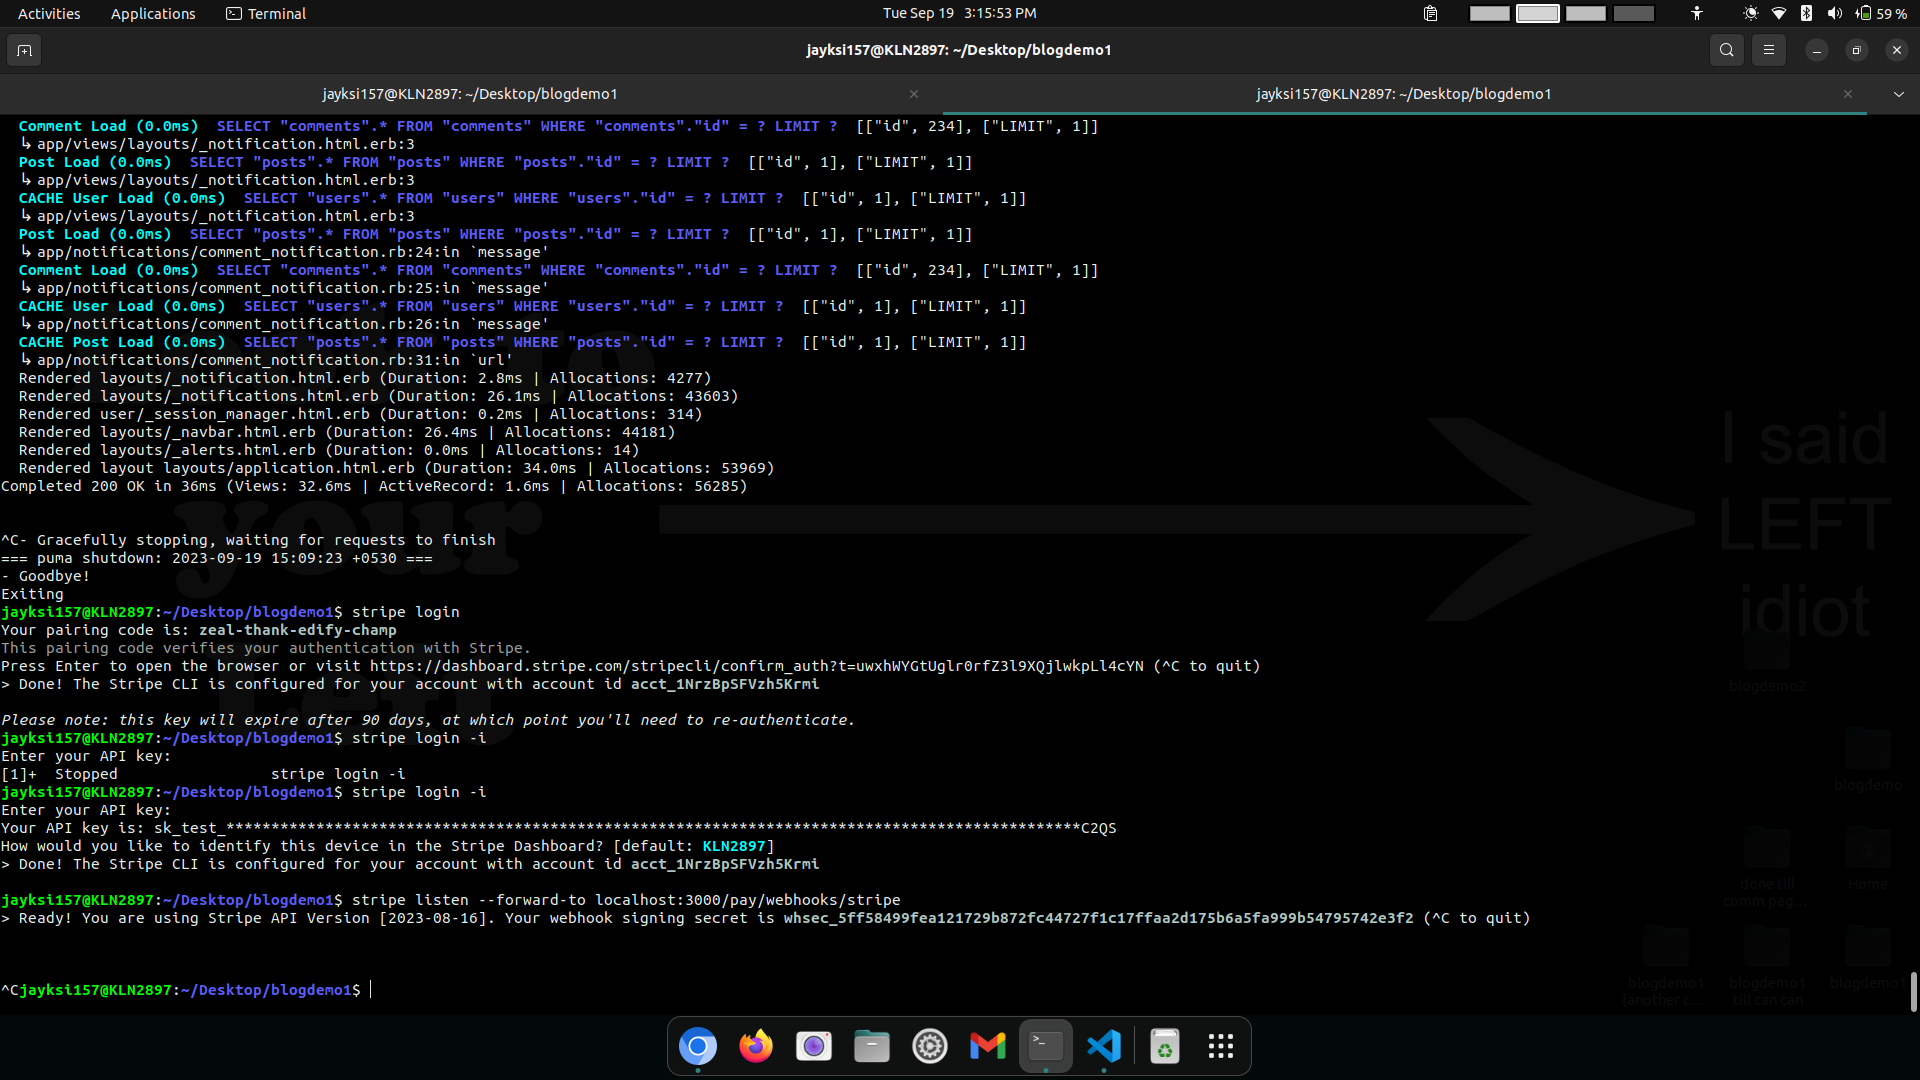 Activities
Applications
Terminal
Tue Sep 19 3:15:53 PM
59 %
jayksi157@KLN2897: ~/Desktop/blogdemo1
jayksi157@KLN2897: ~/Desktop/blogdemo1
jayksi157@KLN2897: ~/Desktop/blogdemo1
Comment Load (0.0ms) SELECT "comments".* FROM "comments" WHERE "comments"."id" = ? LIMIT ? [["id", 234], ["LIMIT", 1]]
↳ app/views/layouts/_notification.html.erb:3
Post Load (0.0ms) SELECT "posts".* FROM "posts" WHERE "posts"."id" = ? LIMIT ? [["id", 1], ["LIMIT", 1]]
↳ app/views/layouts/_notification.html.erb:3
CACHE User Load (0.0ms) SELECT "users".* FROM "users" WHERE "users"."id" = ? LIMIT ? [["id", 1], ["LIMIT", 1]]
↳ app/views/layouts/_notification.html.erb:3
Post Load (0.0ms) SELECT "posts".* FROM "posts" WHERE "posts"."id" = ? LIMIT ? [["id", 1], ["LIMIT", 1]]
↳ app/notifications/comment_notification.rb:24:in `message'
Comment Load (0.0ms) SELECT "comments".* FROM "comments" WHERE "comments"."id" = ? LIMIT ? [["id", 234], ["LIMIT", 1]]
↳ app/notifications/comment_notification.rb:25:in `message'
CACHE User Load (0.0ms) SELECT "users".* FROM "users" WHERE "users"."id" = ? LIMIT ? [["id", 1], ["LIMIT", 1]]
↳ app/notifications/comment_notification.rb:26:in `message'
CACHE Post Load (0.0ms) SELECT "posts".* FROM "posts" WHERE "posts"."id" = ? LIMIT ? [["id", 1], ["LIMIT", 1]]
↳ app/notifications/comment_notification.rb:31:in `url'
Rendered layouts/_notification.html.erb (Duration: 2.8ms | Allocations: 4277)
Rendered layouts/_notifications.html.erb (Duration: 26.1ms | Allocations: 43603)
Rendered user/_session_manager.html.erb (Duration: 0.2ms | Allocations: 314)
Rendered layouts/_navbar.html.erb (Duration: 26.4ms | Allocations: 44181)
Rendered layouts/_alerts.html.erb (Duration: 0.0ms | Allocations: 14)
Rendered layout layouts/application.html.erb (Duration: 34.0ms | Allocations: 53969)
Completed 200 OK in 36ms (Views: 32.6ms | ActiveRecord: 1.6ms | Allocations: 56285)
^C- Gracefully stopping, waiting for requests to finish
=== puma shutdown: 2023-09-19 15:09:23 +0530 ===
- Goodbye!
Exiting
jayksi157@KLN2897:~/Desktop/blogdemo1$ stripe login
Your pairing code is: zeal-thank-edify-champ
This pairing code verifies your authentication with Stripe.
Press Enter to open the browser or visit https://dashboard.stripe.com/stripecli/confirm_auth?t=uwxhWYGtUglr0rfZ3l9XQjlwkpLl4cYN (^C to quit)
> Done! The Stripe CLI is configured for your account with account id acct_1NrzBpSFVzh5Krmi
Please note: this key will expire after 90 days, at which point you'll need to re-authenticate.
jayksi157@KLN2897:~/Desktop/blogdemo1$ stripe login -i
Enter your API key:
[1]+ Stopped stripe login -i
jayksi157@KLN2897:~/Desktop/blogdemo1$ stripe login -i
Enter your API key:
Your API key is: sk_test_***********************************************************************************************C2QS
How would you like to identify this device in the Stripe Dashboard? [default: KLN2897]
> Done! The Stripe CLI is configured for your account with account id acct_1NrzBpSFVzh5Krmi
jayksi157@KLN2897:~/Desktop/blogdemo1$ stripe listen --forward-to localhost:3000/pay/webhooks/stripe
> Ready! You are using Stripe API Version [2023-08-16]. Your webhook signing secret is whsec_5ff58499fea121729b872fc44727f1c17ffaa2d175b6a5fa999b54795742e3f2 (^C to quit)
^Cjayksi157@KLN2897:~/Desktop/blogdemo1$
to
your
Left
I said
LEFT
idiot
blogdemo2
blogdemo
done till
comm pag...
Home
blogdemo1
(another c...
blogdemo1
till can can
blogdemo1